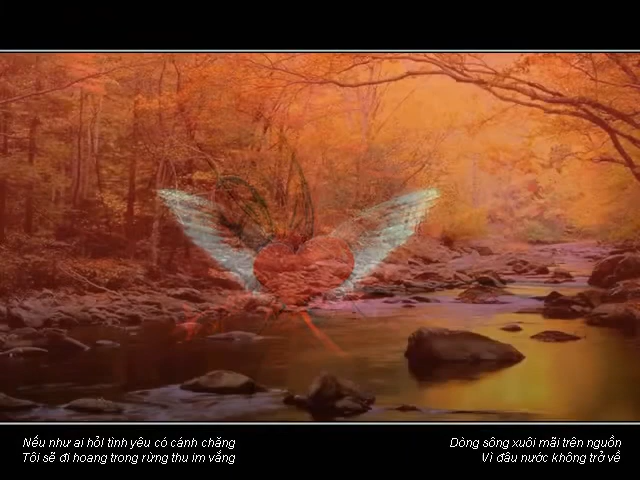 Nếu như ai hỏi tình yêu có cánh chăng
Tôi sẽ đi hoang trong rừng thu im vắng
Dòng sông xuôi mãi trên nguồn
Vì đâu nước không trở về